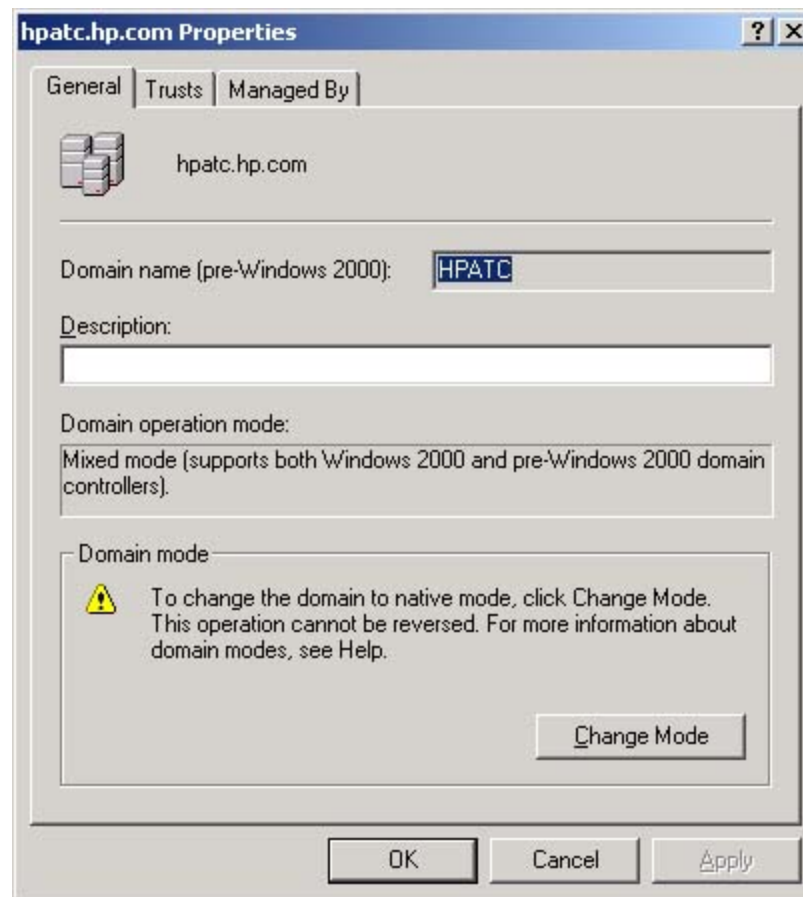 hpatc.hp.com Properties
General Trusts Managed By
hpatc.hp.com
Domain name (pre-Windows 2000): HPATC
Description:
Domain operation mode:
Mixed mode (supports both Windows 2000 and pre-Windows 2000 domain
controllers).
Domain mode
To change the domain to native mode, click Change Mode.
This operation cannot be reversed. For more information about
domain modes, see Help.
Change Mode
OK Cancel Apply